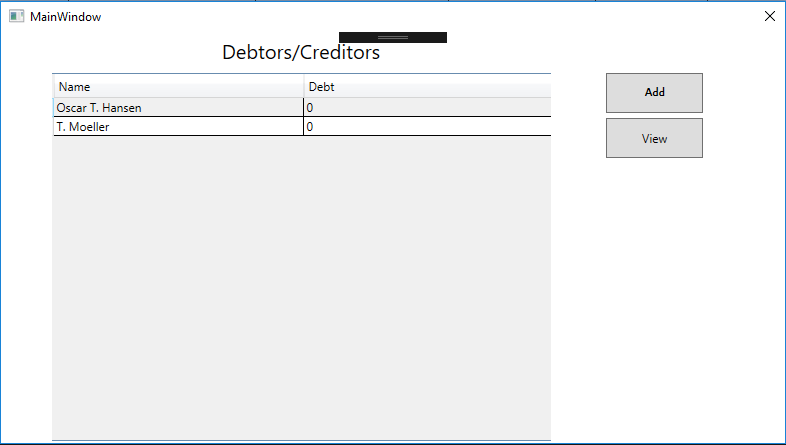 MainWindow
Debtors/Creditors
Name Debt
Oscar T. Hansen 0
T. Moeller 0
Add
View